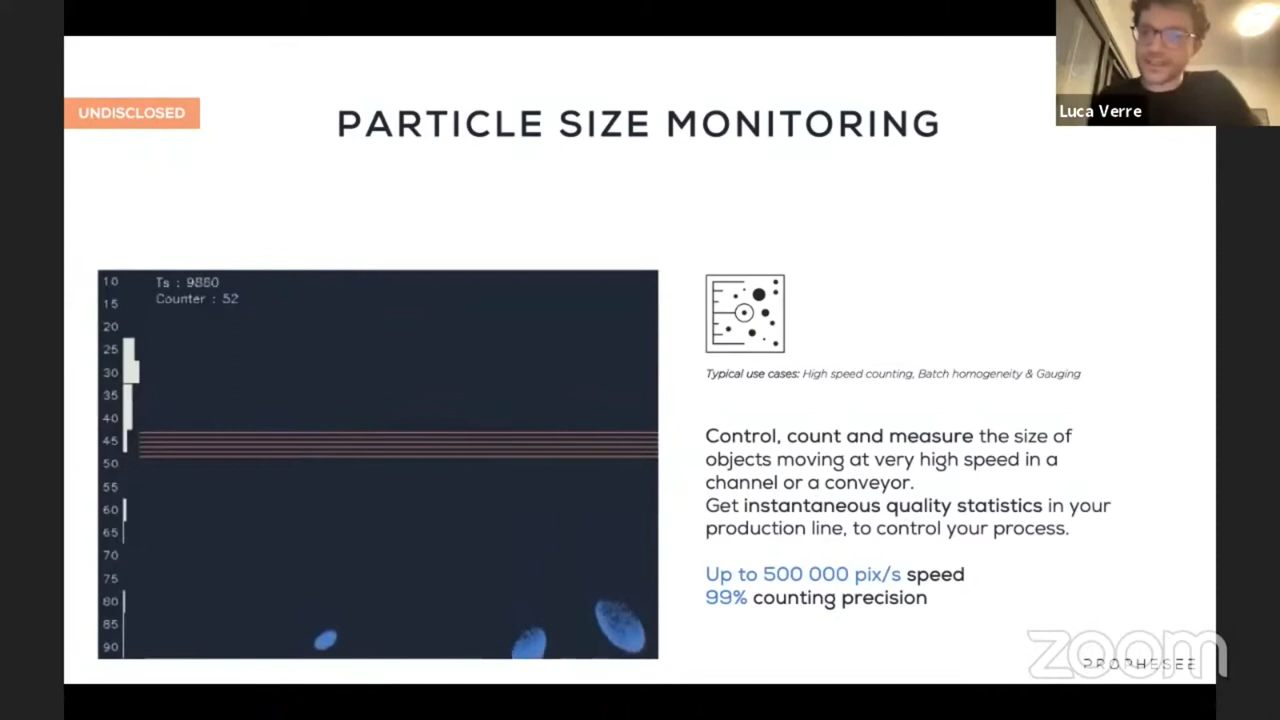 Luca Verre
UNDISCLOSED
PARTICLE SIZE MONITORING
10
15
20
25
30
35
40
45
50
55
60
65
70
75
80
85
90
Ts : 9860
Counter : 52
Typical use cases: High speed counting, Batch homogeneity & Gauging
Control, count and measure the size of
objects moving at very high speed in a
channel or a conveyor.
Get instantaneous quality statistics in your
production line, to control your process.
Up to 500 000 pix/s speed
99% counting precision
zoom
PROPHESEE